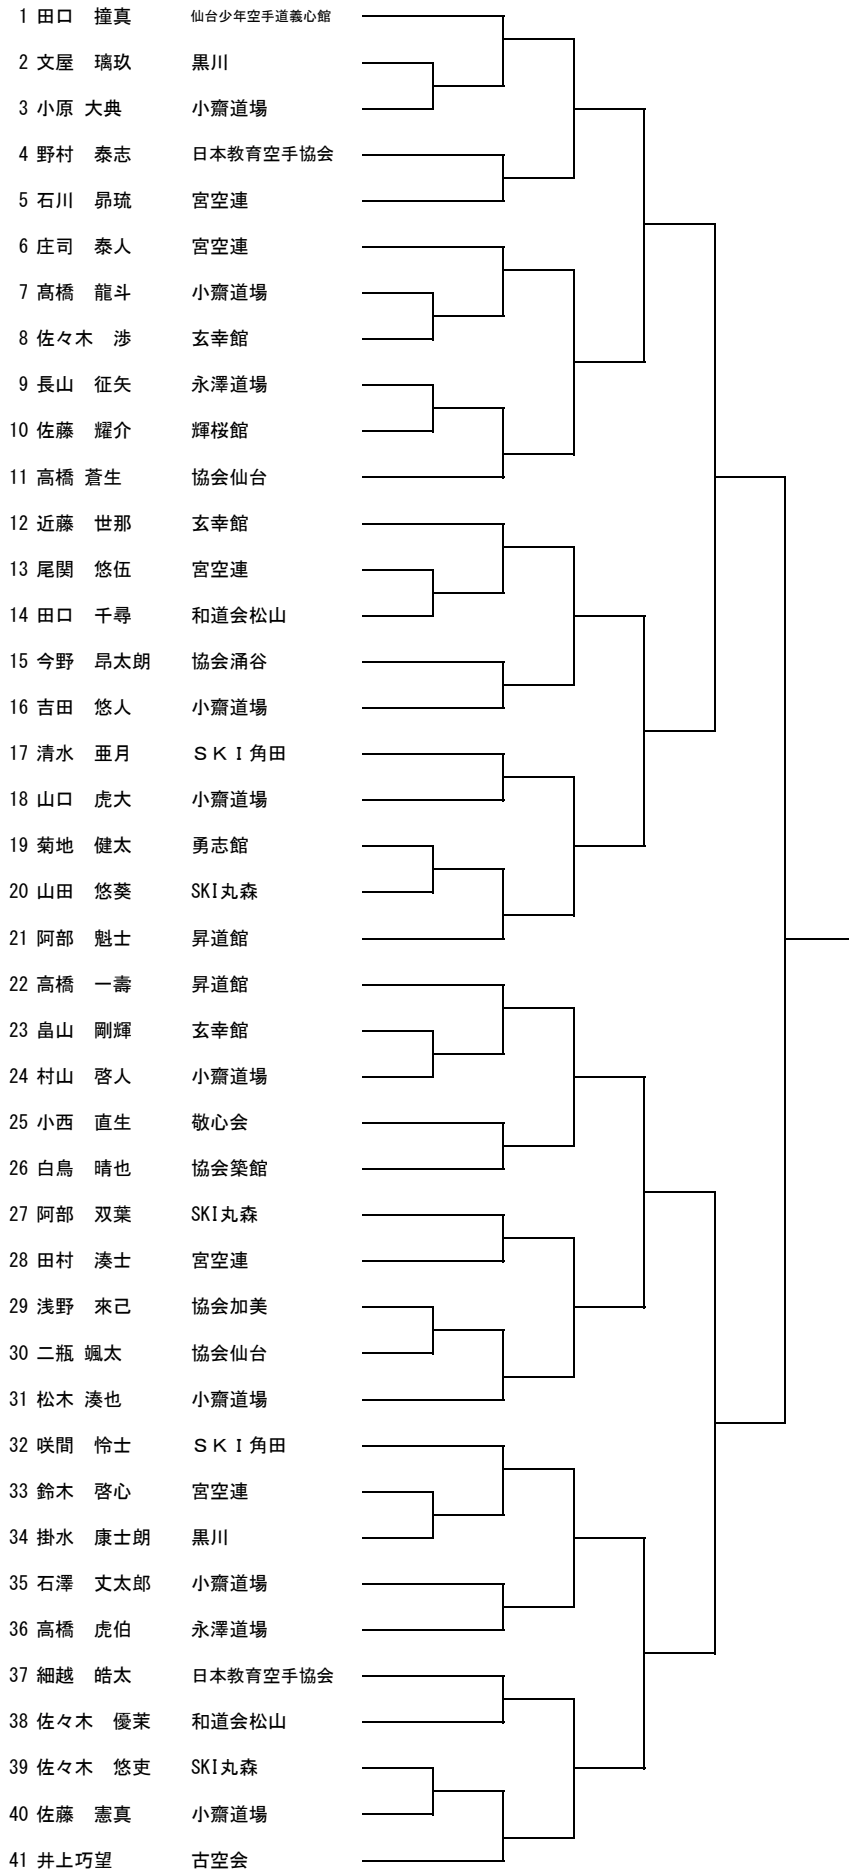 1 田口　撞真　仙台少年空手道義心館
2 文屋　璃玖　黒川
3 小原 大典　小齋道場
4 野村　泰志　日本教育空手協会
5 石川　昴琉　宮空連
6 庄司　泰人　宮空連
7 髙橋　龍斗　小齋道場
8 佐々木　渉　玄幸館
9 長山　征矢　永澤道場
10 佐藤　耀介　輝桜館
11 高橋 蒼生　協会仙台
12 近藤　世那　玄幸館
13 尾関　悠伍　宮空連
14 田口　千尋　和道会松山
15 今野　昂太朗　協会涌谷
16 吉田　悠人　小齋道場
17 清水　亜月　ＳＫＩ角田
18 山口　虎大　小齋道場
19 菊地　健太　勇志館
20 山田　悠葵　SKI丸森
21 阿部　魁士　昇道館
22 高橋　一壽　昇道館
23 畠山　剛輝　玄幸館
24 村山　啓人　小齋道場
25 小西　直生　敬心会
26 白鳥　晴也　協会築館
27 阿部　双葉　SKI丸森
28 田村　湊士　宮空連
29 浅野　來己　協会加美
30 二瓶 颯太　協会仙台
31 松木 湊也　小齋道場
32 咲間　怜士　ＳＫＩ角田
33 鈴木　啓心　宮空連
34 掛水　康士朗　黒川
35 石澤　丈太郎　小齋道場
36 高橋　虎伯　永澤道場
37 細越　皓太　日本教育空手協会
38 佐々木　優茉　和道会松山
39 佐々木　悠吏　SKI丸森
40 佐藤　憲真　小齋道場
41 井上巧望　古空会